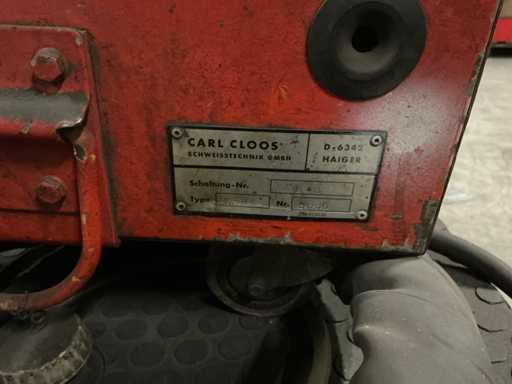 CARL CLOOS
SCHWEISSTECHNIK GMBH
D-6342
HAIGER
Schaltung-Nr.
Type
Nr.